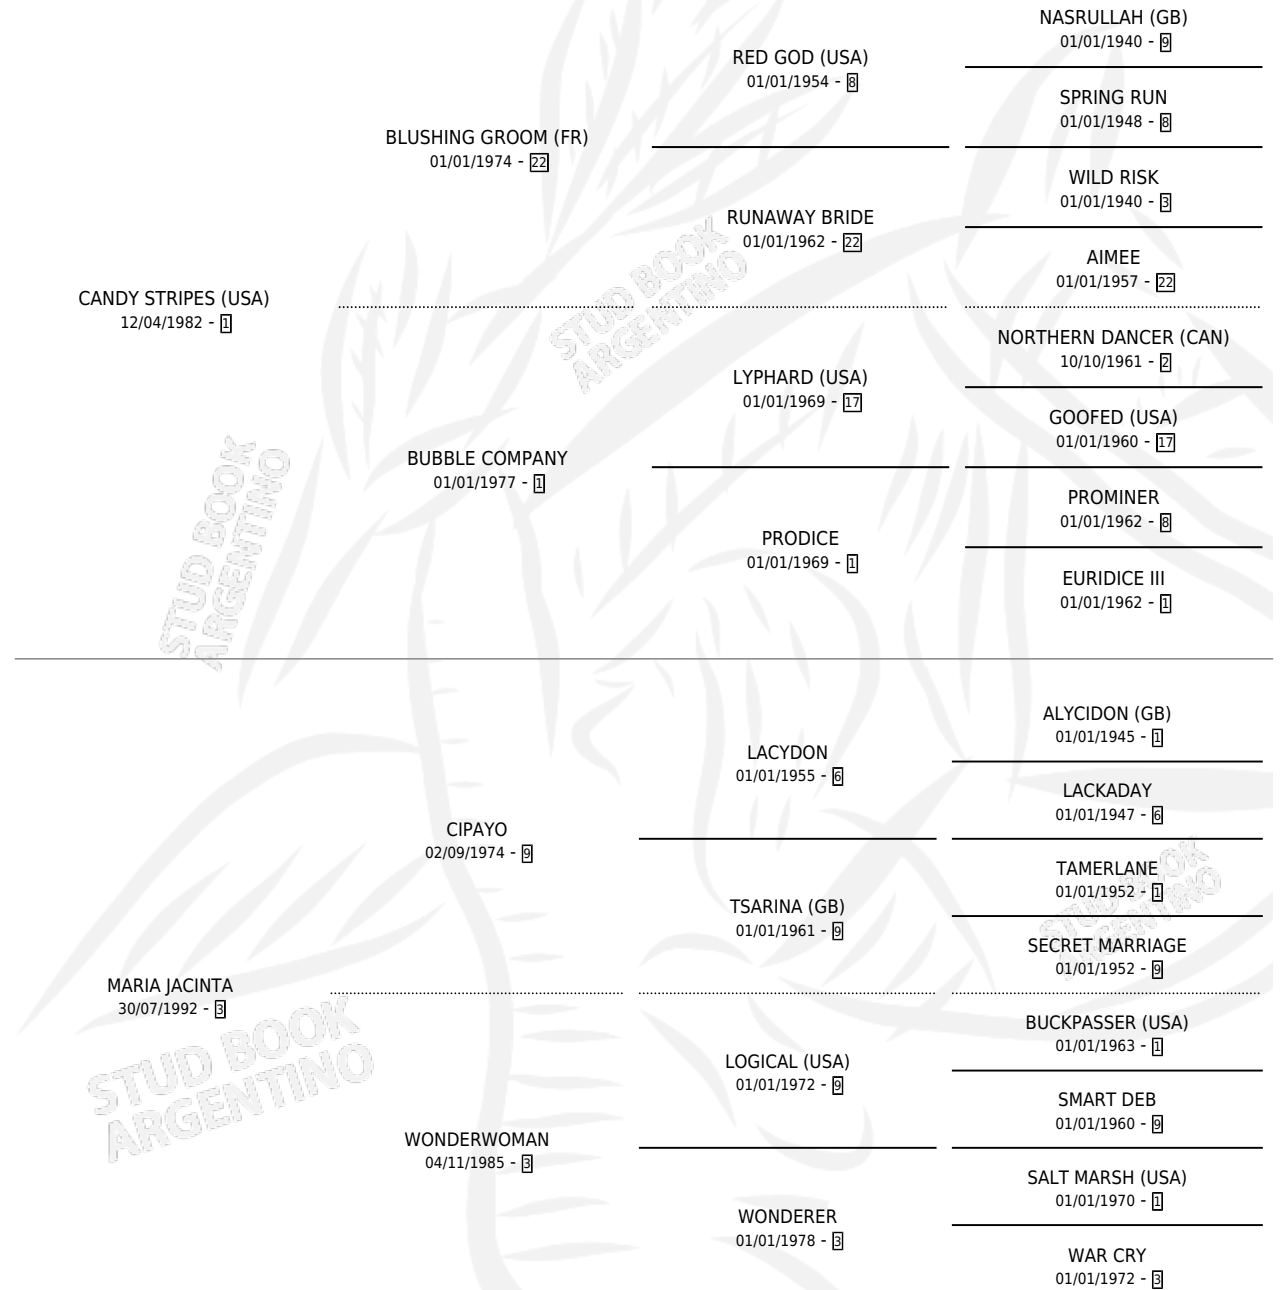 NASRULLAH (GB)
01/01/1940 - 9
RED GOD (USA)
01/01/1954 - 8
SPRING RUN
01/01/1948 - 8
BLUSHING GROOM (FR)
01/01/1974 - 22
WILD RISK
01/01/1940 - 3
RUNAWAY BRIDE
01/01/1962 - 22
AIMEE
01/01/1957 - 22
CANDY STRIPES (USA)
12/04/1982 - 1
NORTHERN DANCER (CAN)
10/10/1961 - 2
LYPHARD (USA)
01/01/1969 - 17
GOOFED (USA)
01/01/1960 - 17
BUBBLE COMPANY
01/01/1977 - 1
PROMINER
01/01/1962 - 8
PRODICE
01/01/1969 - 1
EURIDICE III
01/01/1962 - 1
STUD BOOK
ARGENTINO
STUD BOOK
ARGENTINO
ALYCIDON (GB)
01/01/1945 - 1
LACYDON
01/01/1955 - 6
LACKADAY
01/01/1947 - 6
CIPAYO
02/09/1974 - 9
TAMERLANE
01/01/1952 - 1
TSARINA (GB)
01/01/1961 - 9
SECRET MARRIAGE
01/01/1952 - 9
MARIA JACINTA
30/07/1992 - 3
BUCKPASSER (USA)
01/01/1963 - 1
LOGICAL (USA)
01/01/1972 - 9
SMART DEB
01/01/1960 - 9
WONDERWOMAN
04/11/1985 - 3
SALT MARSH (USA)
01/01/1970 - 1
WONDERER
01/01/1978 - 3
WAR CRY
01/01/1972 - 3
STUD BOOK
ARGENTINO
STUD BOOK
ARGENTINO